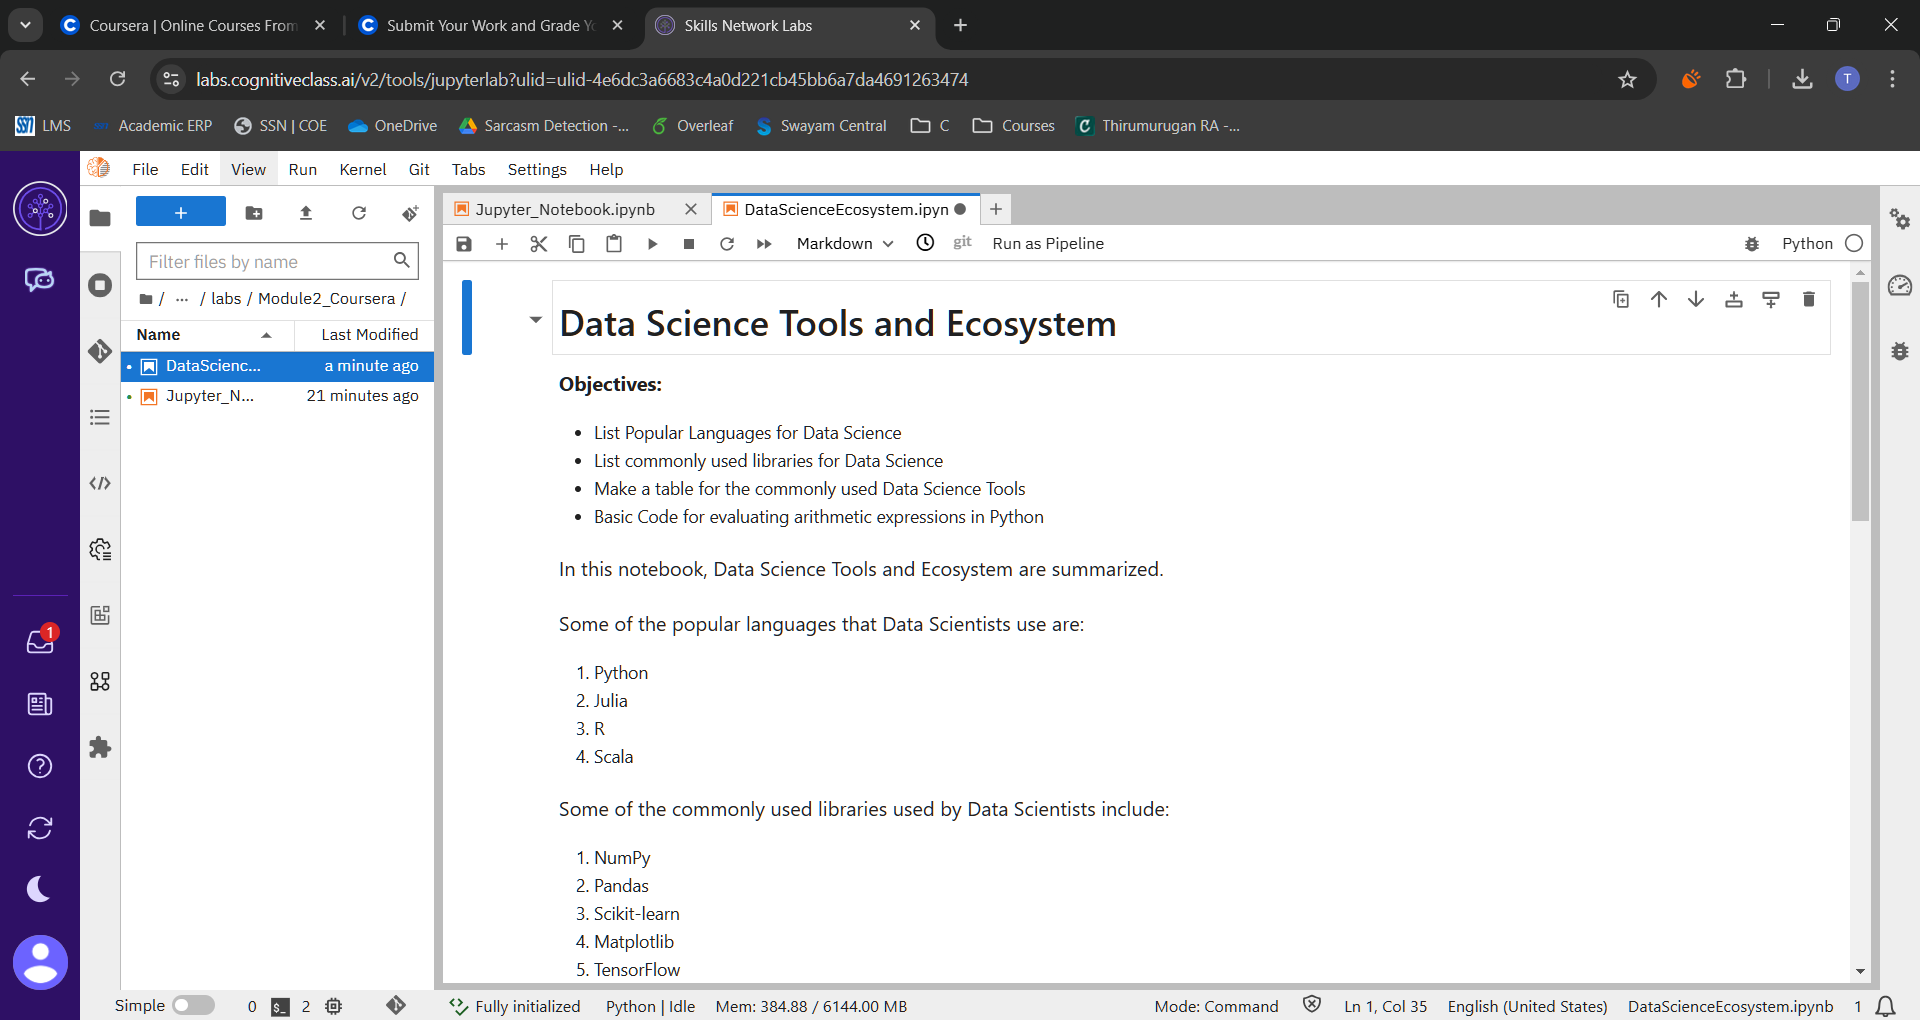 Coursera | Online Courses From
Submit Your Work and Grade Yo
Skills Network Labs
labs.cognitiveclass.ai/v2/tools/jupyterlab?ulid=ulid-4e6dc3a6683c4a0d221cb45bb6a7da4691263474
T
SSN LMS
Academic ERP
SSN | COE
OneDrive
Sarcasm Detection -...
Overleaf
Swayam Central
C
Courses
Thirumurugan RA -...
File Edit View Run Kernel Git Tabs Settings Help
Jupyter_Notebook.ipynb
DataScienceEcosystem.ipyn
Markdown
git
Run as Pipeline
Python
Filter files by name
/ ... / labs / Module2_Coursera /
Name Last Modified
DataScienc... a minute ago
Jupyter_N... 21 minutes ago
1
Data Science Tools and Ecosystem
Objectives:
• List Popular Languages for Data Science
• List commonly used libraries for Data Science
• Make a table for the commonly used Data Science Tools
• Basic Code for evaluating arithmetic expressions in Python
In this notebook, Data Science Tools and Ecosystem are summarized.
Some of the popular languages that Data Scientists use are:
1. Python
2. Julia
3. R
4. Scala
Some of the commonly used libraries used by Data Scientists include:
1. NumPy
2. Pandas
3. Scikit-learn
4. Matplotlib
5. TensorFlow
Simple 0 $_ 2 Fully initialized Python | Idle Mem: 384.88 / 6144.00 MB Mode: Command Ln 1, Col 35 English (United States) DataScienceEcosystem.ipynb 1